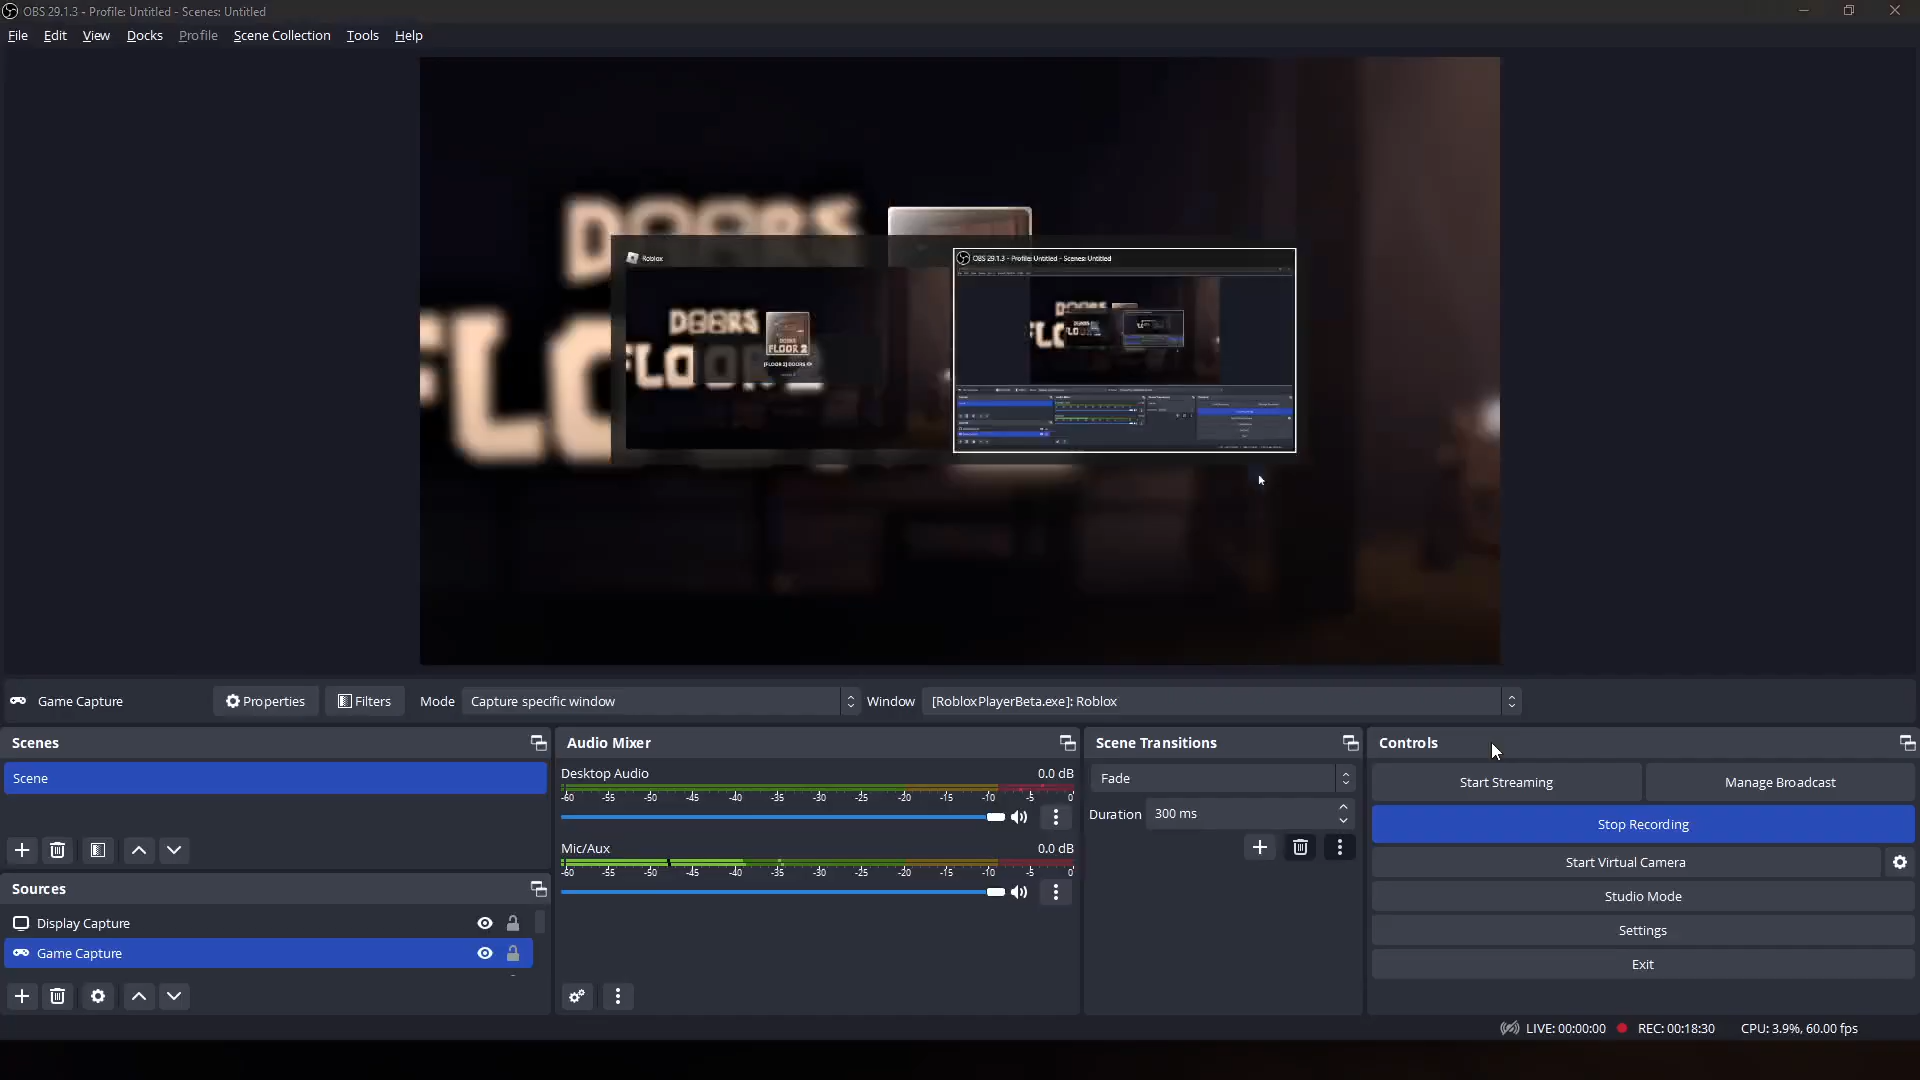 OBS 29.1.3 - Profile: Untitled - Scenes: Untitled
File Edit View Docks Profile Scene Collection Tools Help
DOORS
FLO
Roblox
DOORS
FLO
FLOOR 2
[FLOOR 2] DOORS
OBS 29.1.3 - Profile: Untitled - Scenes: Untitled
Game Capture Properties Filters Mode Capture specific window Window [RobloxPlayerBeta.exe]: Roblox
Scenes
Scene
Sources
Display Capture
Game Capture
Audio Mixer
Desktop Audio 0.0 dB
-60 -55 -50 -45 -40 -35 -30 -25 -20 -15 -10 -5 0
Mic/Aux 0.0 dB
-60 -55 -50 -45 -40 -35 -30 -25 -20 -15 -10 -5 0
Scene Transitions
Fade
Duration 300 ms
Controls
Start Streaming Manage Broadcast
Stop Recording
Start Virtual Camera
Studio Mode
Settings
Exit
LIVE: 00:00:00 REC: 00:18:30 CPU: 3.9%, 60.00 fps